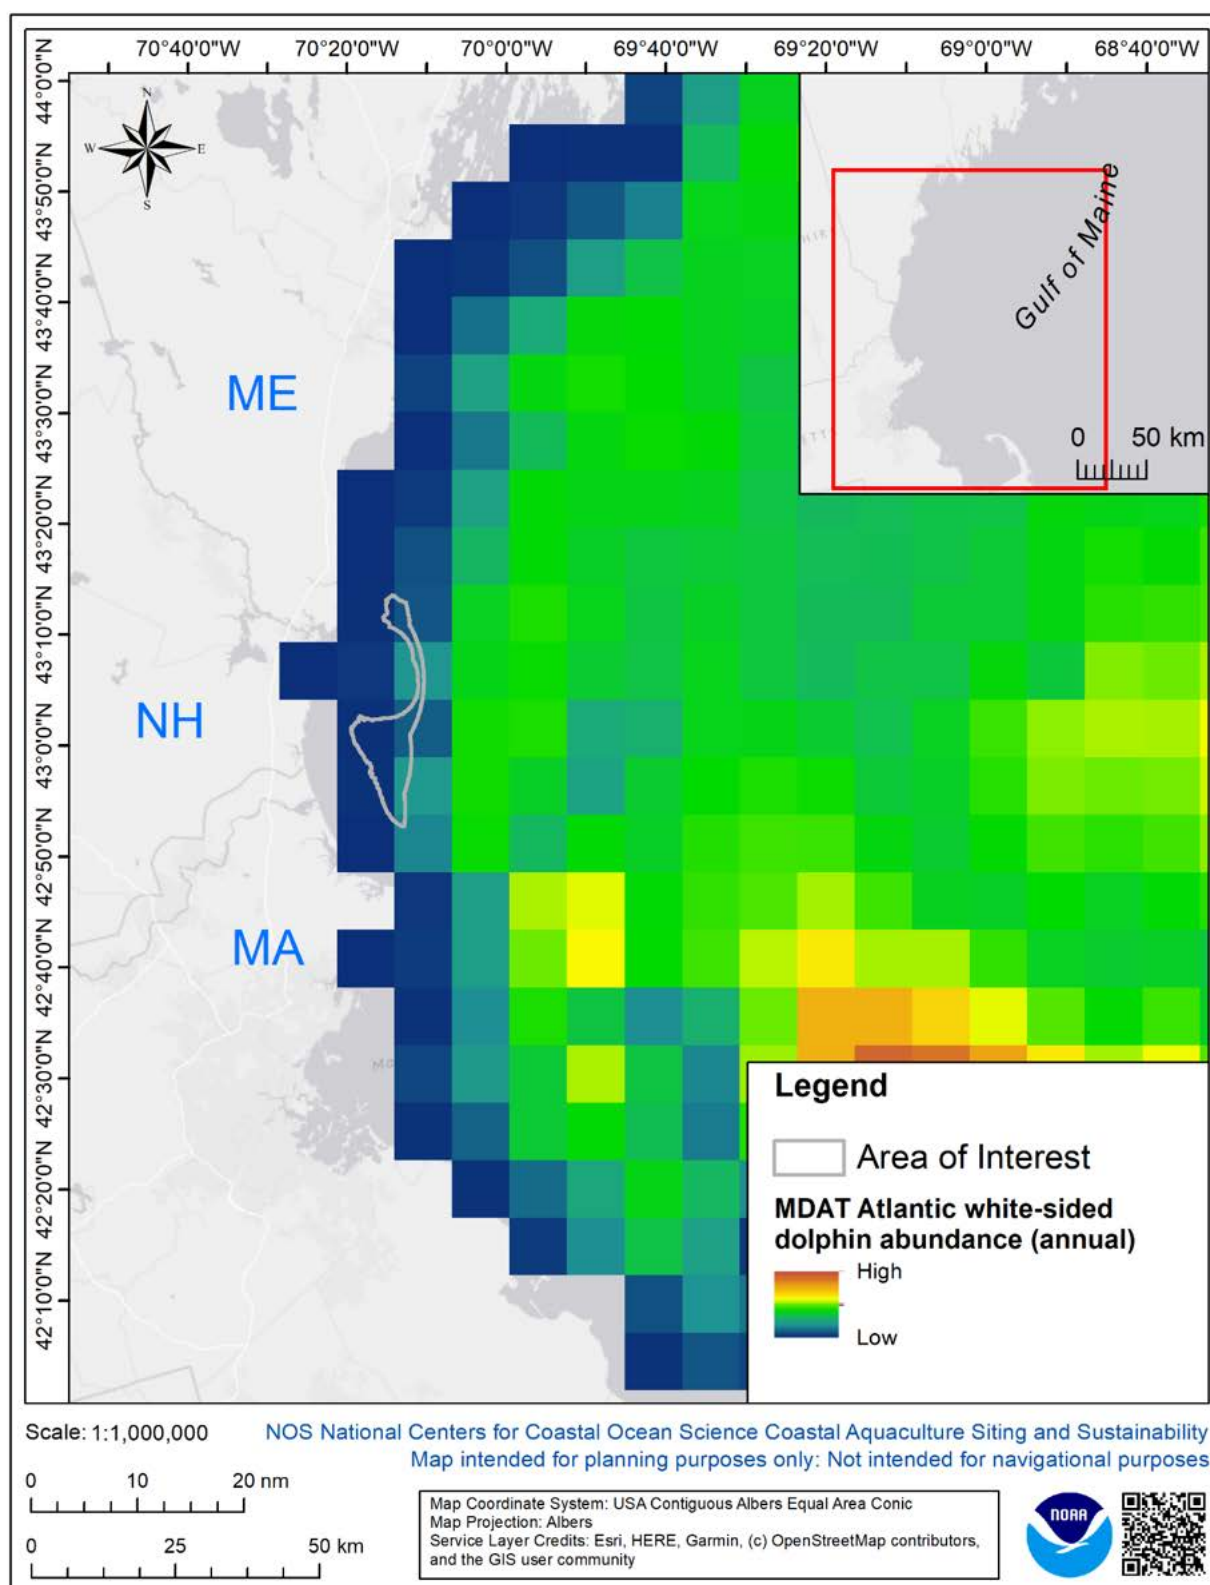 70°40'0"W 70°20'0"W 70°0'0"W 69°40'0"W 69°20'0"W 69°0'0"W 68°40'0"W
44°0'0"N
43°50'0"N
43°40'0"N
43°30'0"N
43°20'0"N
43°10'0"N
43°0'0"N
42°50'0"N
42°40'0"N
42°30'0"N
42°20'0"N
42°10'0"N
N
W E
S
ME
NH
MA
Gulf of Maine
0 50 km
Legend
Area of Interest
MDAT Atlantic white-sided
dolphin abundance (annual)
High
Low
Scale: 1:1,000,000
NOS National Centers for Coastal Ocean Science Coastal Aquaculture Siting and Sustainability
Map intended for planning purposes only: Not intended for navigational purposes
0 10 20 nm
0 25 50 km
Map Coordinate System: USA Contiguous Albers Equal Area Conic
Map Projection: Albers
Service Layer Credits: Esri, HERE, Garmin, (c) OpenStreetMap contributors,
and the GIS user community
NOAA